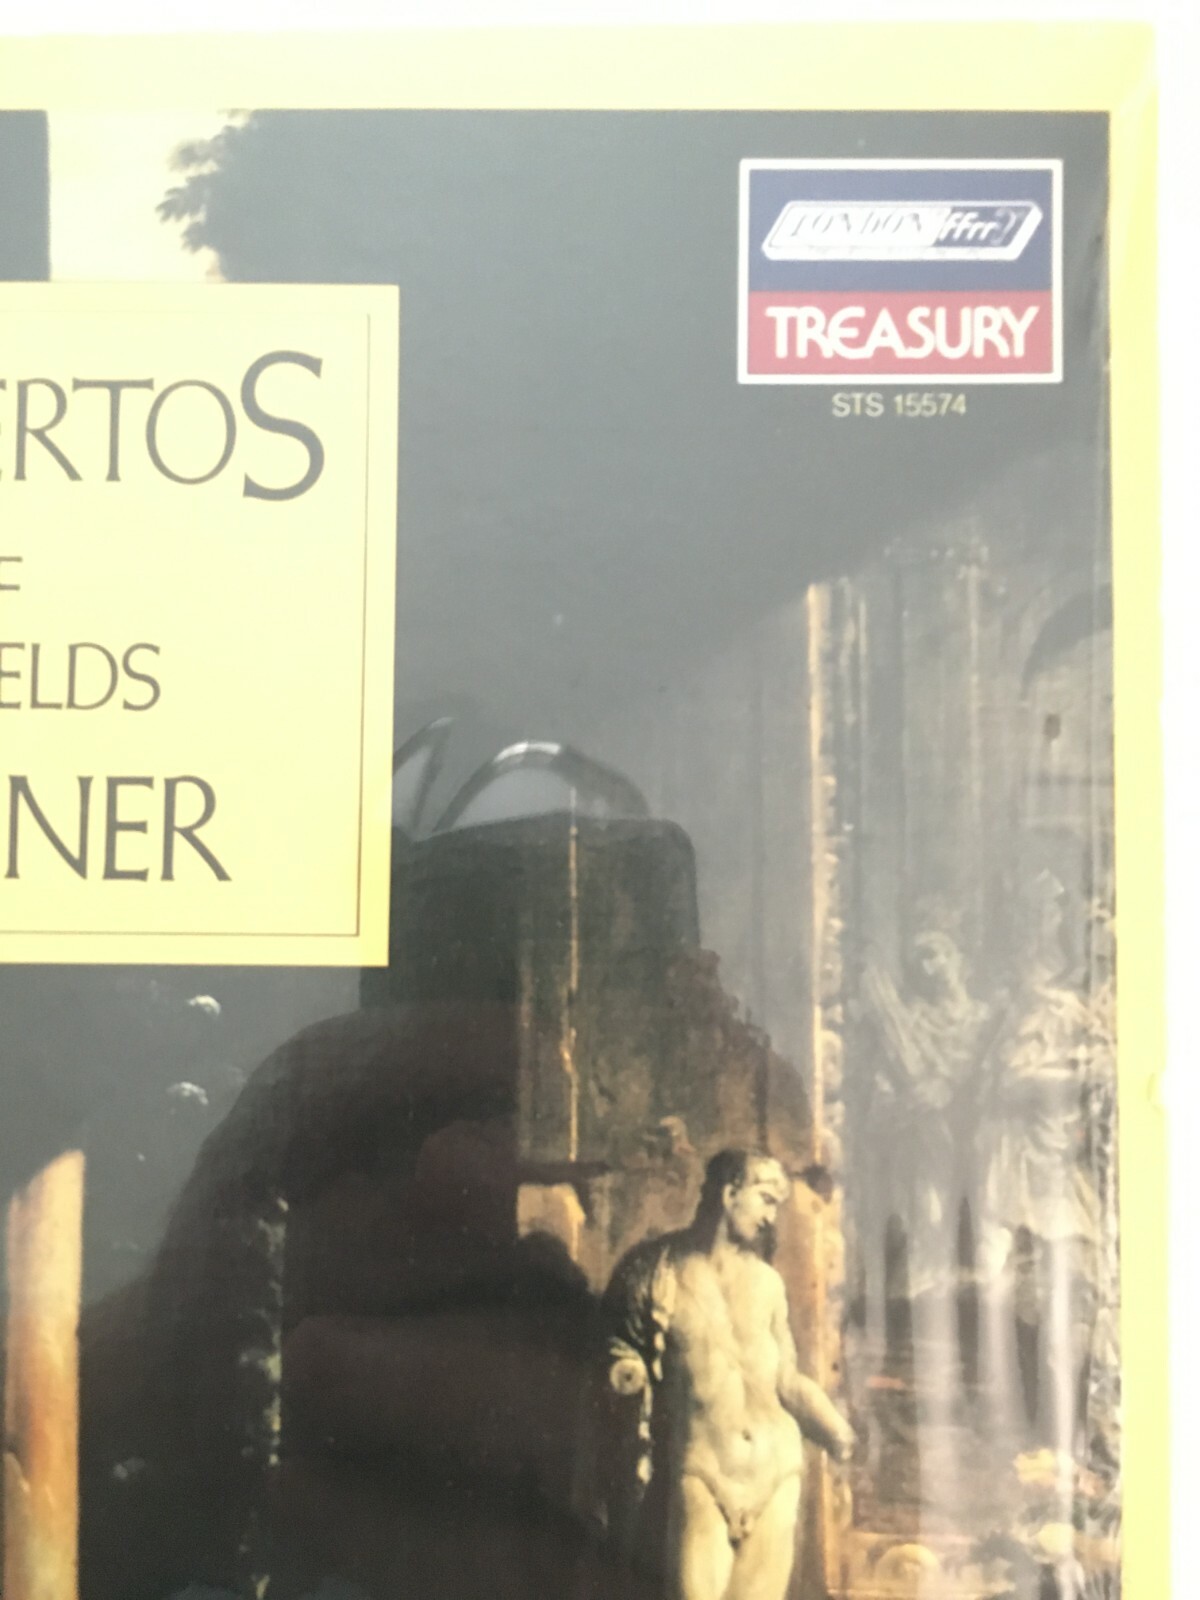 LONDON ffrr
TREASURY
STS 15574
ERTOS
F
ELDS
NER